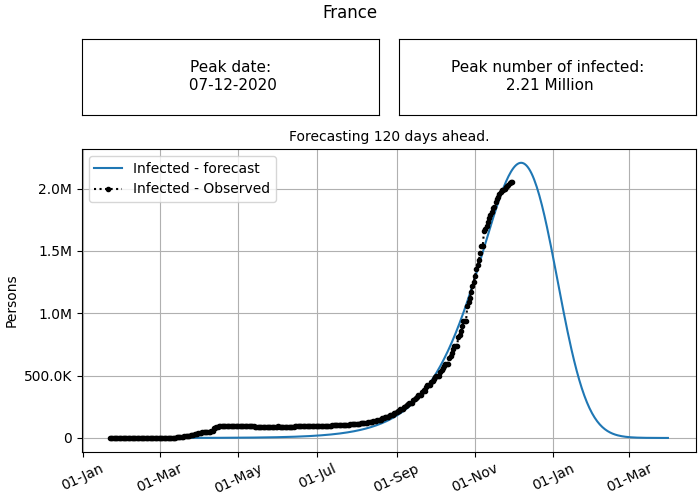 France
Peak date:
07-12-2020
Peak number of infected:
2.21 Million
Forecasting 120 days ahead.
Infected - forecast
Infected - Observed
Persons
2.0M
1.5M
1.0M
500.0K
0
01-Jan
01-Mar
01-May
01-Jul
01-Sep
01-Nov
01-Jan
01-Mar